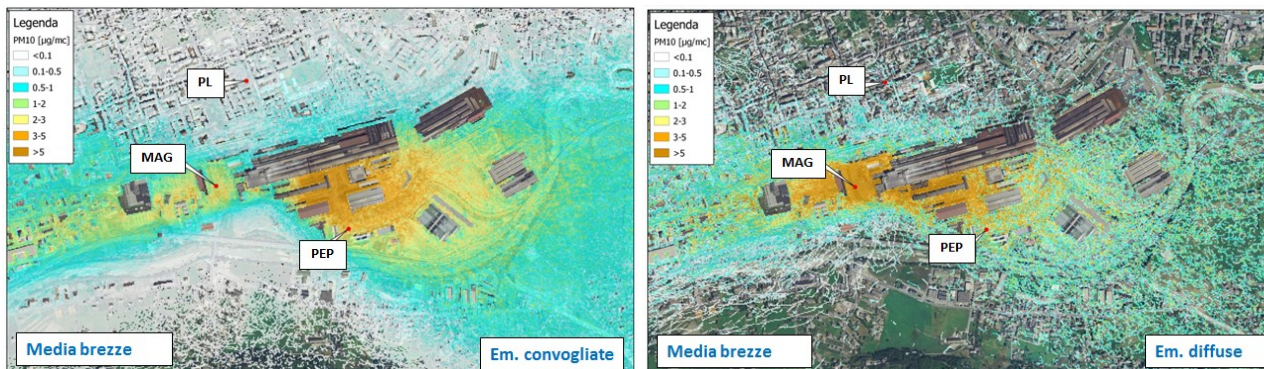 Legenda
PM10 [µg/mc]
<0.1
0.1-0.5
0.5-1
1-2
2-3
3-5
>5
PL
MAG
PEP
Media brezze
Em. convogliate
Legenda
PM10 [µg/mc]
<0.1
0.1-0.5
0.5-1
1-2
2-3
3-5
>5
PL
MAG
PEP
Media brezze
Em. diffuse